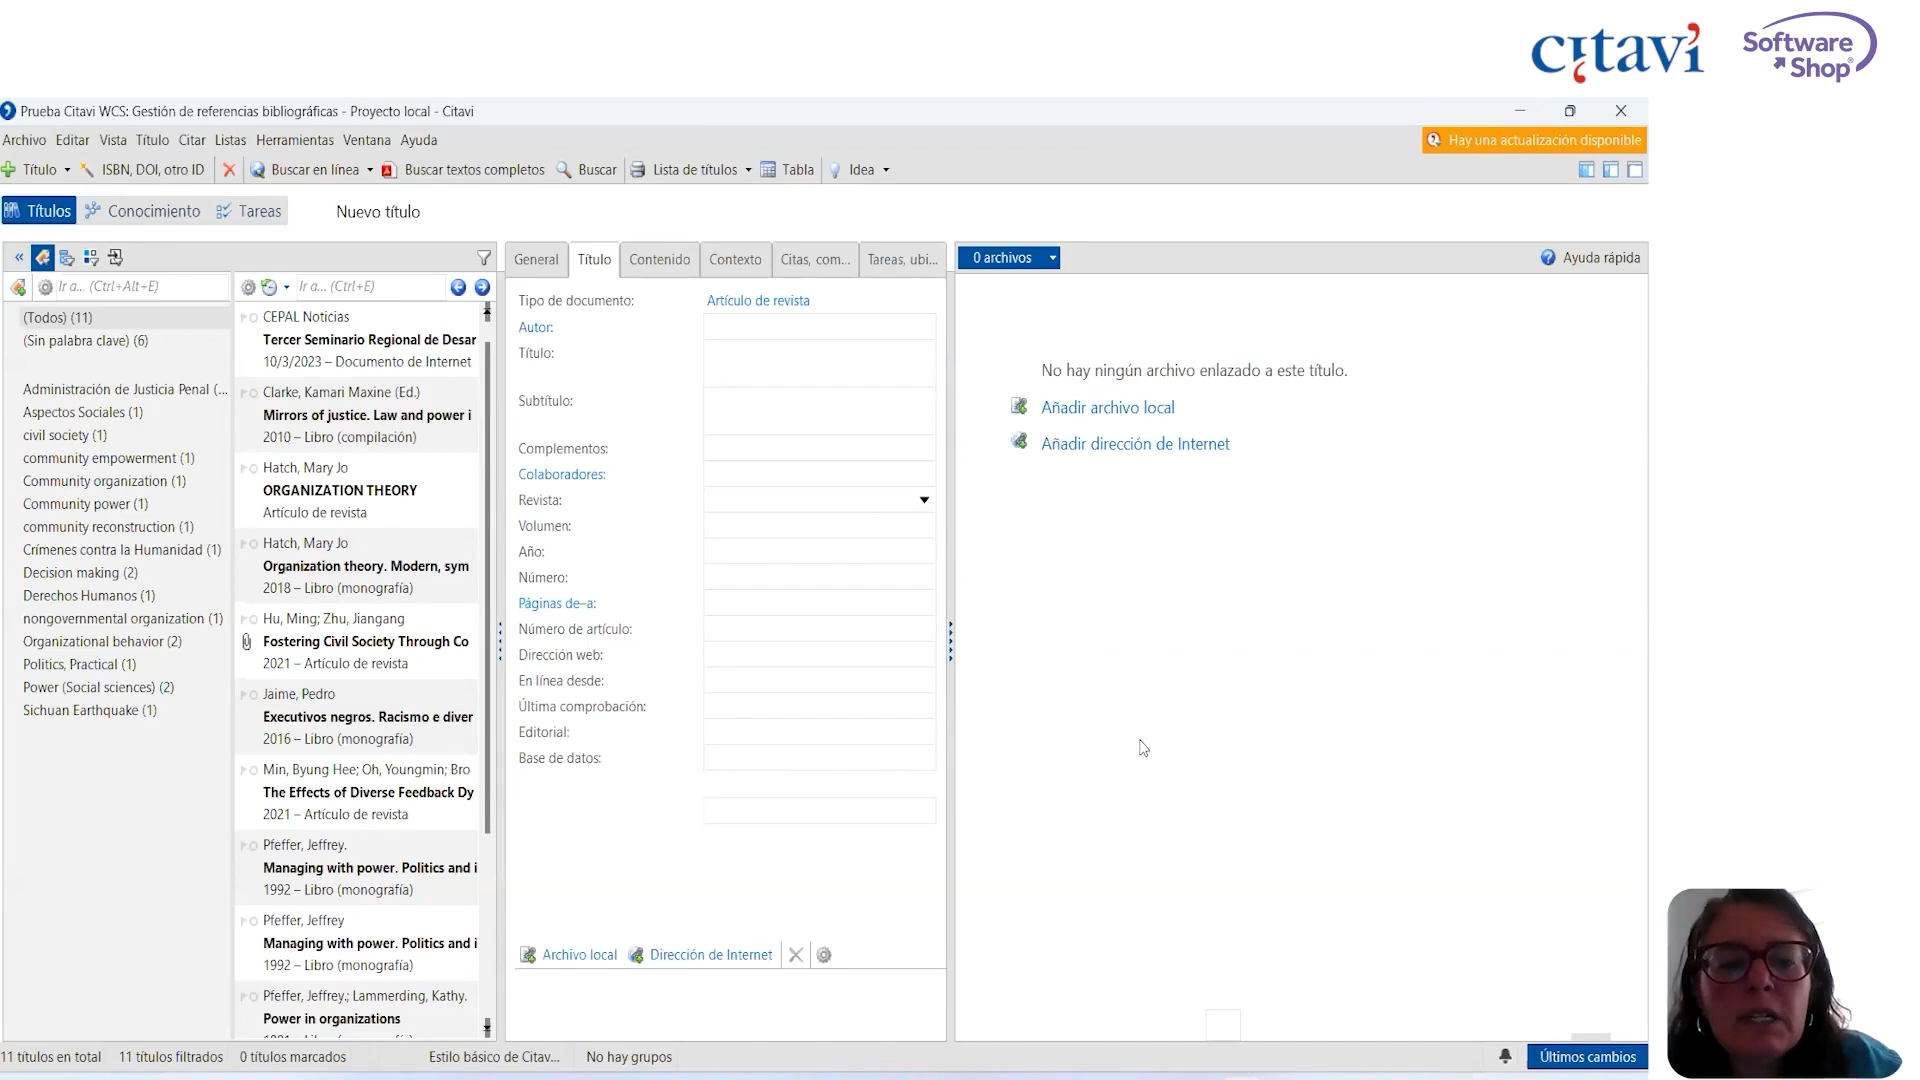 citavi
Software
Shop
Prueba Citavi WCS: Gestión de referencias bibliográficas - Proyecto local - Citavi
Archivo Editar Vista Título Citar Listas Herramientas Ventana Ayuda
Hay una actualización disponible
Título ISBN, DOI, otro ID Buscar en línea Buscar textos completos Buscar Lista de títulos Tabla Idea
Títulos Conocimiento Tareas Nuevo título
Ir a... (Ctrl+Alt+E)
(Todos) (11)
(Sin palabra clave) (6)
Administración de Justicia Penal (...
Aspectos Sociales (1)
civil society (1)
community empowerment (1)
Community organization (1)
Community power (1)
community reconstruction (1)
Crímenes contra la Humanidad (1)
Decision making (2)
Derechos Humanos (1)
nongovernmental organization (1)
Organizational behavior (2)
Politics, Practical (1)
Power (Social sciences) (2)
Sichuan Earthquake (1)
Ir a... (Ctrl+E)
CEPAL Noticias
Tercer Seminario Regional de Desar
10/3/2023 – Documento de Internet
Clarke, Kamari Maxine (Ed.)
Mirrors of justice. Law and power i
2010 – Libro (compilación)
Hatch, Mary Jo
ORGANIZATION THEORY
Artículo de revista
Hatch, Mary Jo
Organization theory. Modern, sym
2018 – Libro (monografía)
Hu, Ming; Zhu, Jiangang
Fostering Civil Society Through Co
2021 – Artículo de revista
Jaime, Pedro
Executivos negros. Racismo e diver
2016 – Libro (monografía)
Min, Byung Hee; Oh, Youngmin; Bro
The Effects of Diverse Feedback Dy
2021 – Artículo de revista
Pfeffer, Jeffrey.
Managing with power. Politics and i
1992 – Libro (monografía)
Pfeffer, Jeffrey
Managing with power. Politics and i
1992 – Libro (monografía)
Pfeffer, Jeffrey.; Lammerding, Kathy.
Power in organizations
General Título Contenido Contexto Citas, com... Tareas, ubi...
Tipo de documento: Artículo de revista
Autor:
Título:
Subtítulo:
Complementos:
Colaboradores:
Revista:
Volumen:
Año:
Número:
Páginas de–a:
Número de artículo:
Dirección web:
En línea desde:
Última comprobación:
Editorial:
Base de datos:
Archivo local Dirección de Internet
0 archivos
Ayuda rápida
No hay ningún archivo enlazado a este título.
Añadir archivo local
Añadir dirección de Internet
11 títulos en total 11 títulos filtrados 0 títulos marcados Estilo básico de Citav... No hay grupos
Últimos cambios